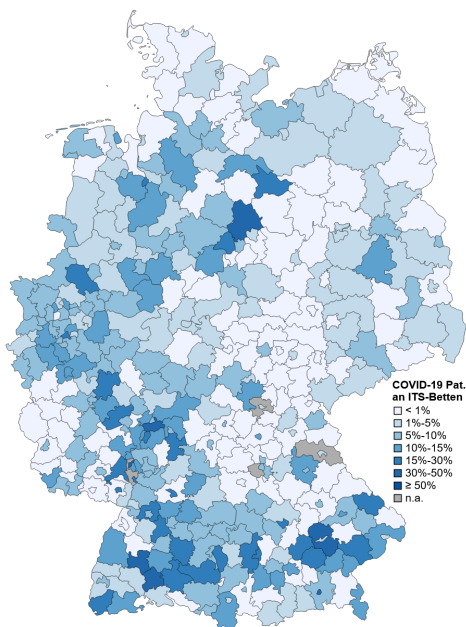 COVID-19 Pat.
an ITS-Betten
< 1%
1%-5%
5%-10%
10%-15%
15%-30%
30%-50%
≥ 50%
n.a.